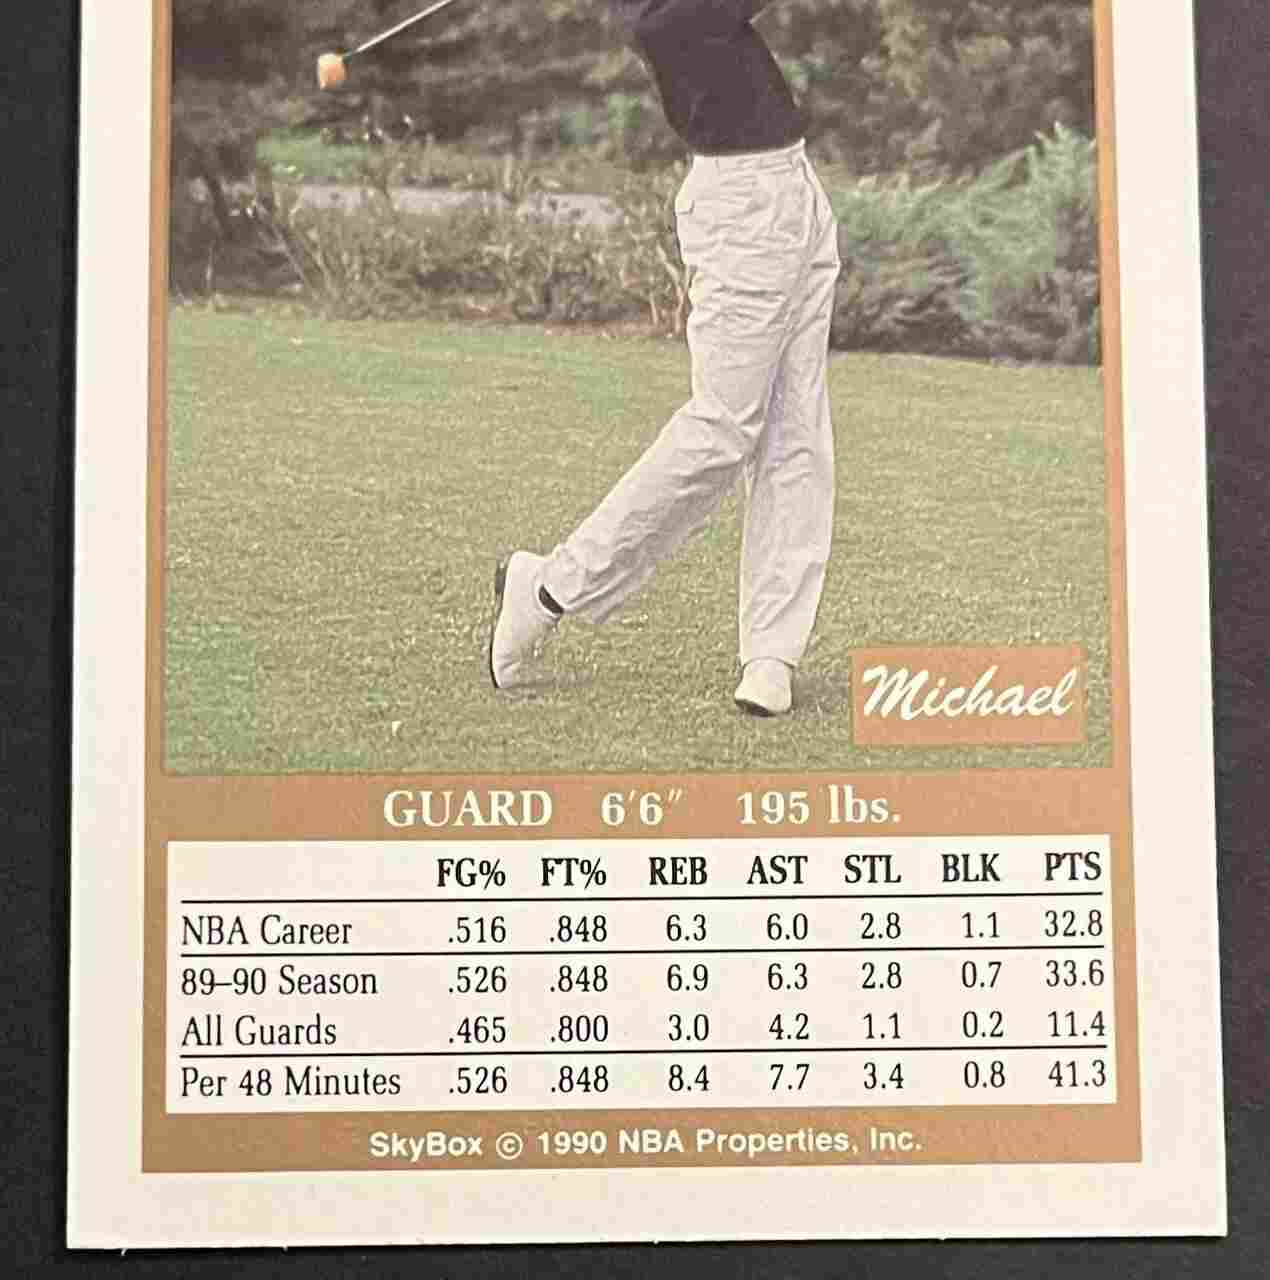 Michael
GUARD 6'6" 195 lbs.
FG% FT% REB AST STL BLK PTS
NBA Career .516 .848 6.3 6.0 2.8 1.1 32.8
89–90 Season .526 .848 6.9 6.3 2.8 0.7 33.6
All Guards .465 .800 3.0 4.2 1.1 0.2 11.4
Per 48 Minutes .526 .848 8.4 7.7 3.4 0.8 41.3
SkyBox © 1990 NBA Properties, Inc.